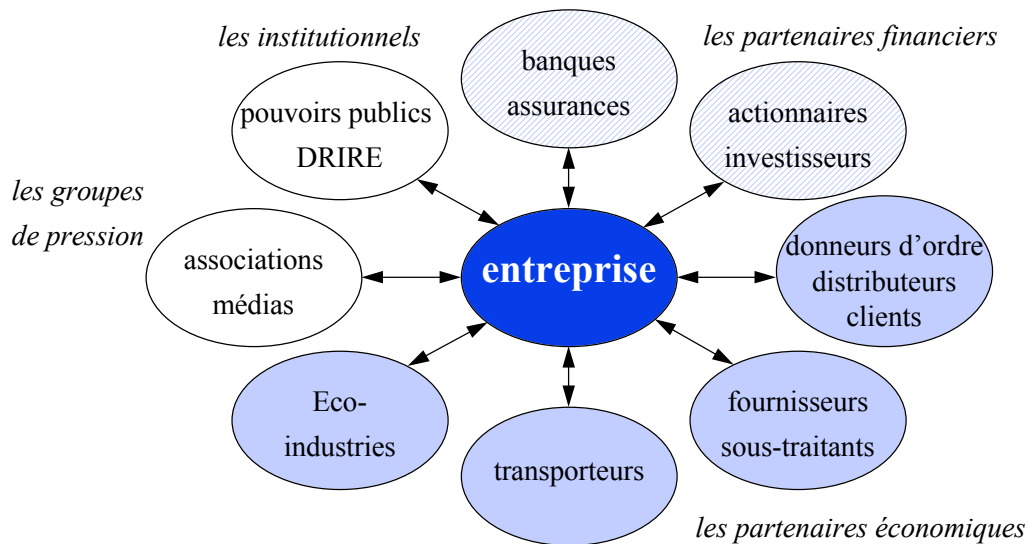 les institutionnels
banques
assurances
les partenaires financiers
pouvoirs publics
DRIRE
actionnaires
investisseurs
les groupes
de pression
associations
médias
entreprise
donneurs d’ordre
distributeurs
clients
Eco-
industries
transporteurs
fournisseurs
sous-traitants
les partenaires économiques